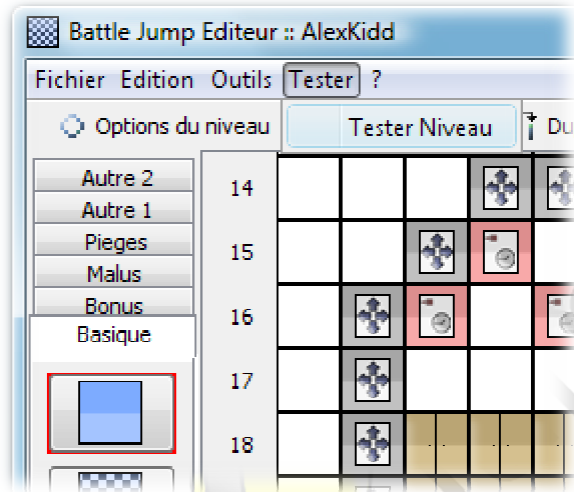 Battle Jump Editeur :: AlexKidd
Fichier Edition Outils Tester ?
Options du niveau
Tester Niveau
Du
Autre 2
Autre 1
Pieges
Malus
Bonus
Basique
14
15
16
17
18